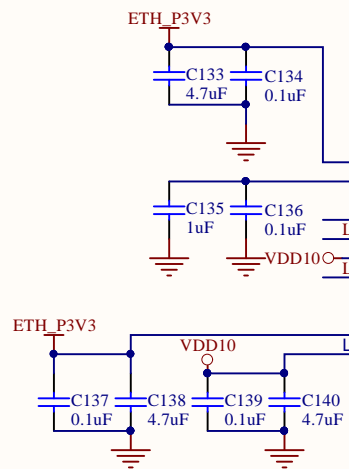 ETH_P3V3
C133
4.7uF
C134
0.1uF
C135
1uF
C136
0.1uF
L
VDD10
L
ETH_P3V3
VDD10
L
C137
0.1uF
C138
4.7uF
C139
0.1uF
C140
4.7uF